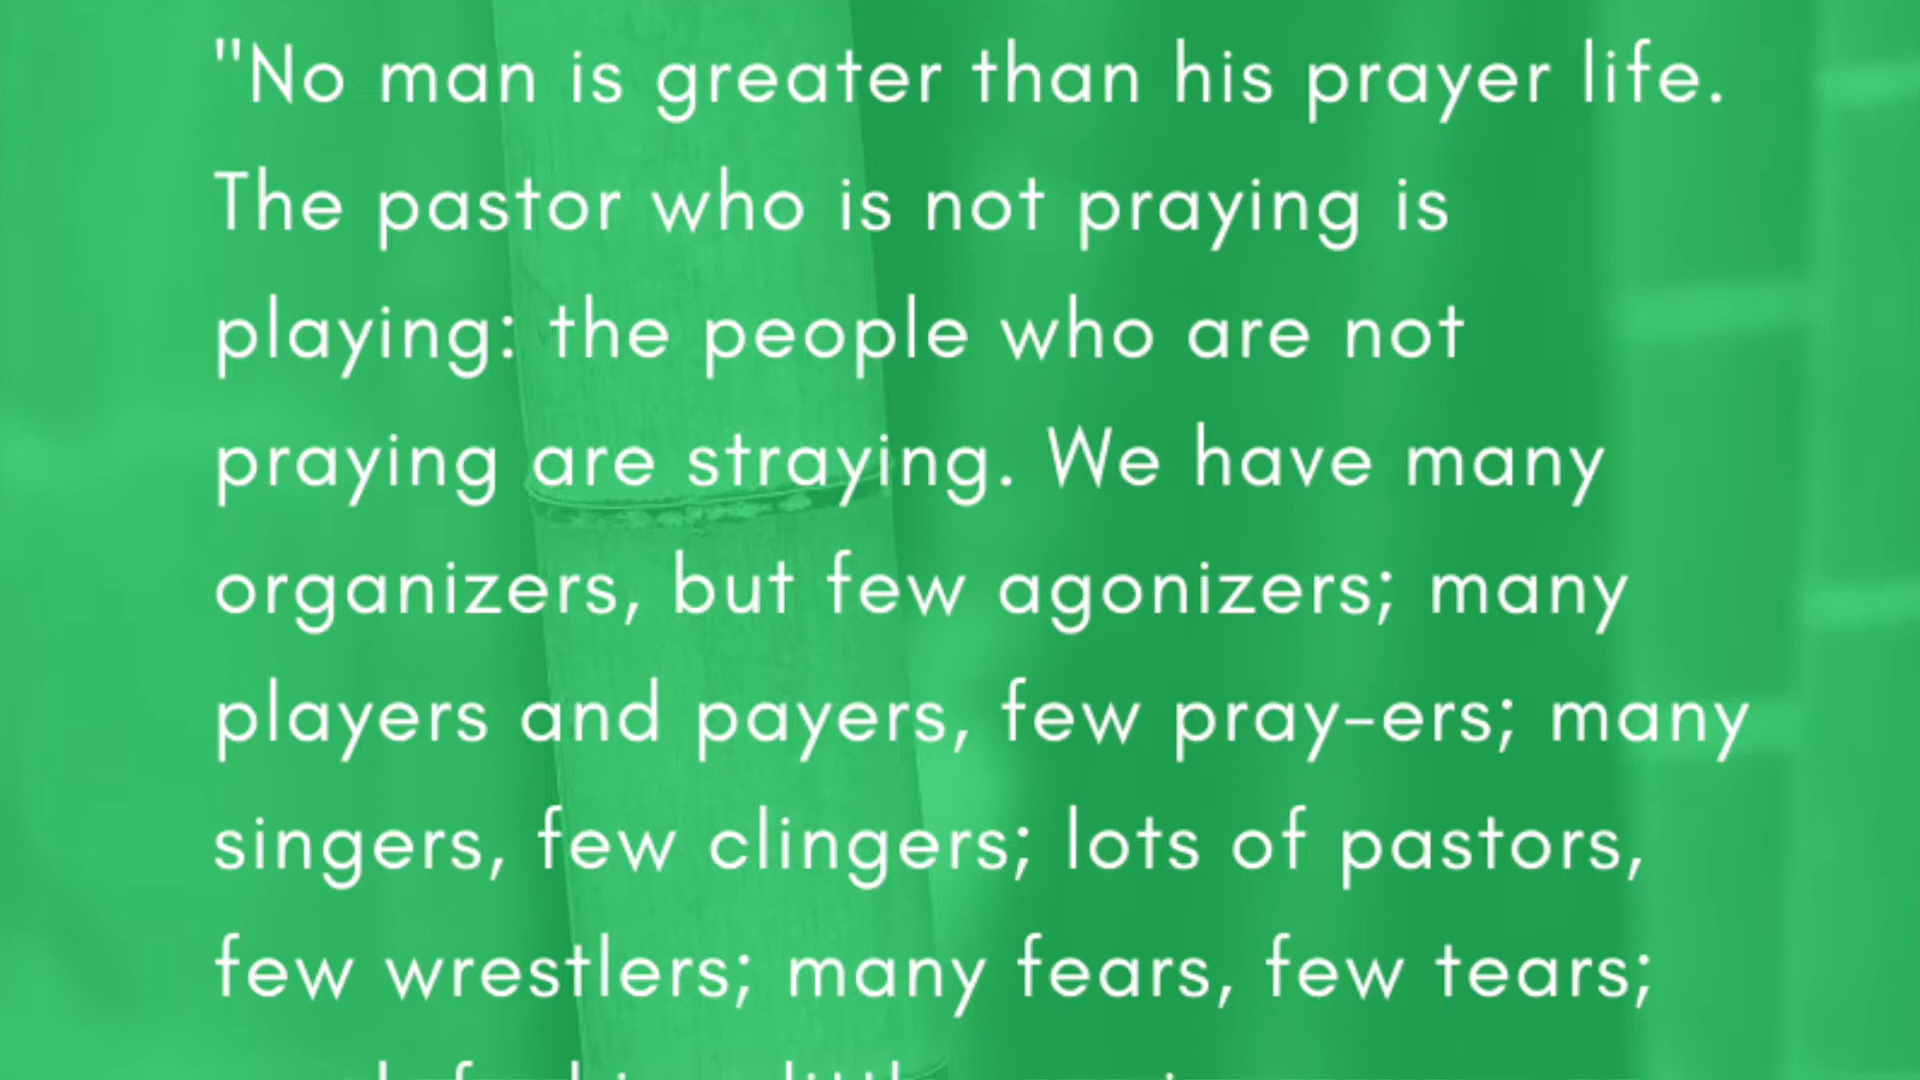 "No man is greater than his prayer life.
The pastor who is not praying is
playing: the people who are not
praying are straying. We have many
organizers, but few agonizers; many
players and payers, few pray-ers; many
singers, few clingers; lots of pastors,
few wrestlers; many fears, few tears;